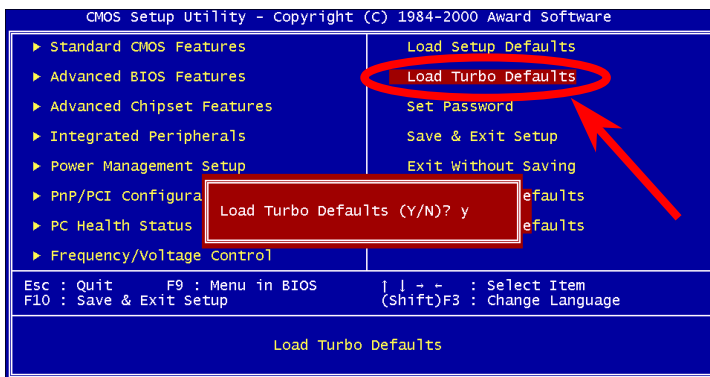 CMOS Setup Utility – Copyright (C) 1984-2000 Award Software
▶ Standard CMOS Features
▶ Advanced BIOS Features
▶ Advanced Chipset Features
▶ Integrated Peripherals
▶ Power Management Setup
▶ PnP/PCI Configura
▶ PC Health Status
▶ Frequency/Voltage Control
Load Setup Defaults
Load Turbo Defaults
Set Password
Save & Exit Setup
Exit Without Saving
efaults
efaults
Load Turbo Defaults (Y/N)? y
Esc : Quit F9 : Menu in BIOS ↑ ↓ → ← : Select Item
F10 : Save & Exit Setup (Shift)F3 : Change Language
Load Turbo Defaults